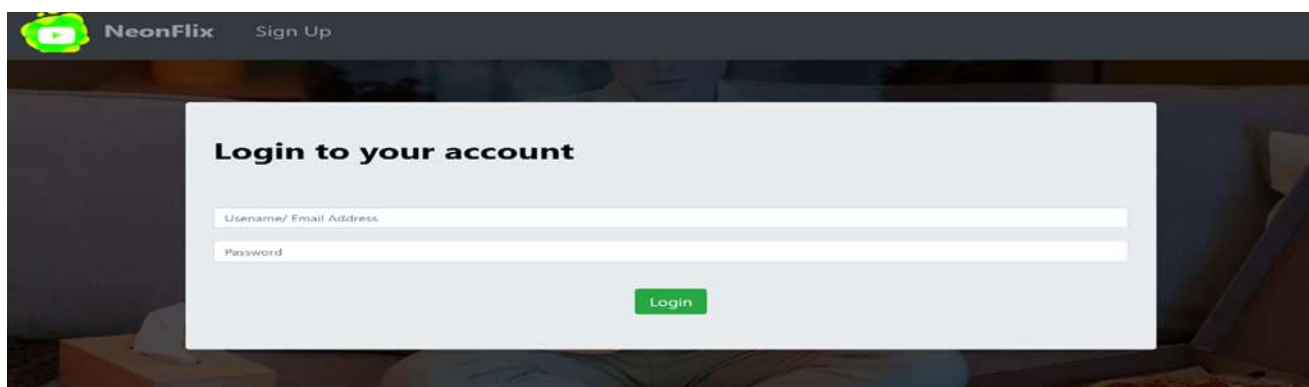 NeonFlix Sign Up
Login to your account
Usename/ Email Address
Password
Login